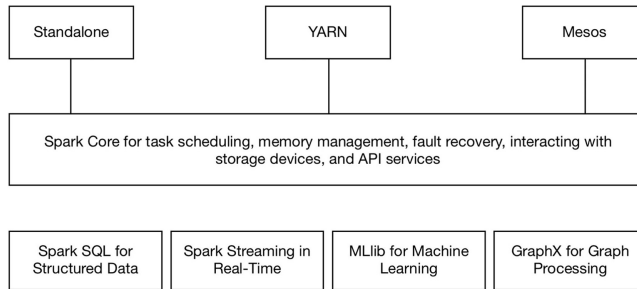 Standalone
YARN
Mesos
Spark Core for task scheduling, memory management, fault recovery, interacting with
storage devices, and API services
Spark SQL for
Structured Data
Spark Streaming in
Real-Time
MLlib for Machine
Learning
GraphX for Graph
Processing